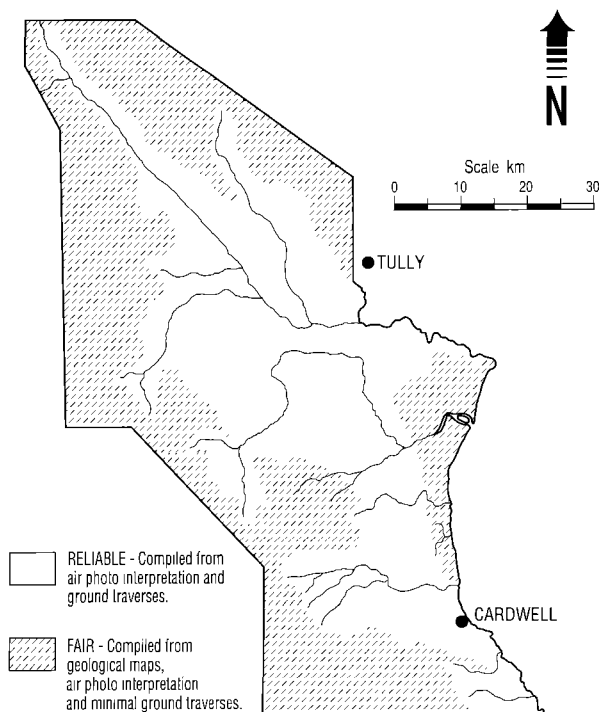 N
Scale km
0 10 20 30
TULLY
RELIABLE - Compiled from
air photo interpretation and
ground traverses.
CARDWELL
FAIR - Compiled from
geological maps,
air photo interpretation
and minimal ground traverses.